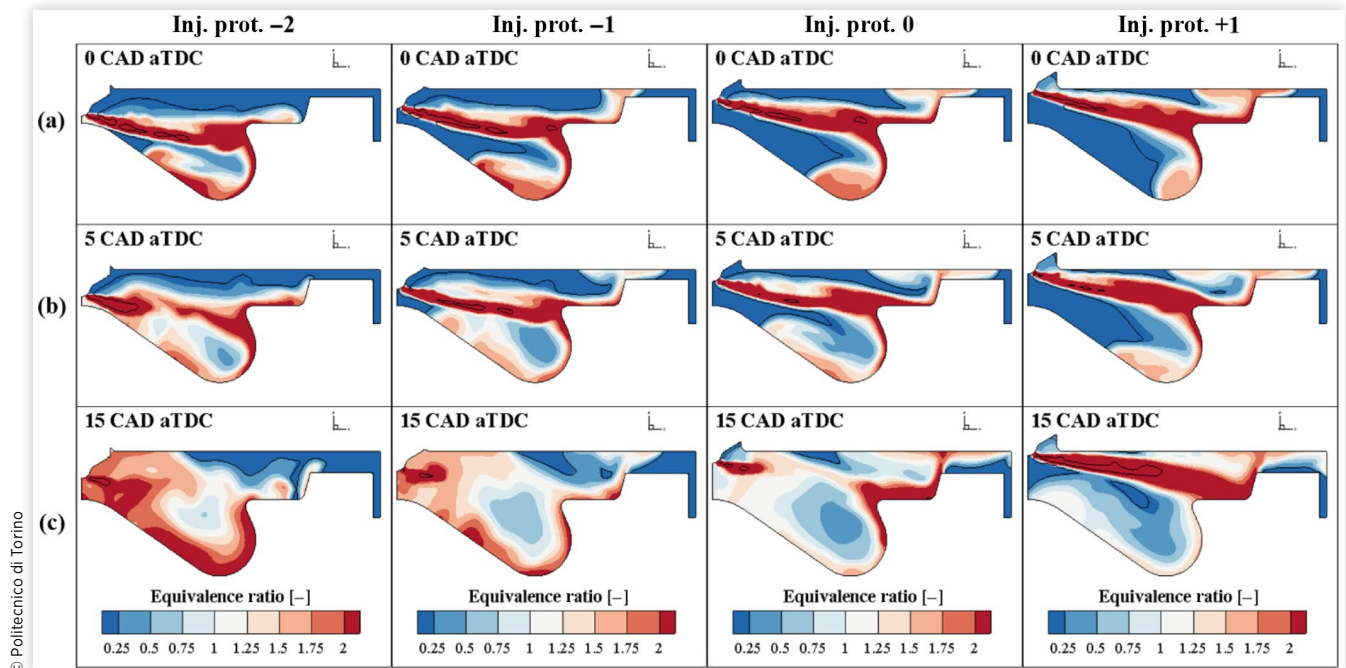 Inj. prot. −2 Inj. prot. −1 Inj. prot. 0 Inj. prot. +1
(a) 0 CAD aTDC 0 CAD aTDC 0 CAD aTDC 0 CAD aTDC
(b) 5 CAD aTDC 5 CAD aTDC 5 CAD aTDC 5 CAD aTDC
(c) 15 CAD aTDC 15 CAD aTDC 15 CAD aTDC 15 CAD aTDC
Equivalence ratio [−] Equivalence ratio [−] Equivalence ratio [−] Equivalence ratio [−]
0.25 0.5 0.75 1 1.25 1.5 1.75 2 0.25 0.5 0.75 1 1.25 1.5 1.75 2 0.25 0.5 0.75 1 1.25 1.5 1.75 2 0.25 0.5 0.75 1 1.25 1.5 1.75 2
© Politecnico di Torino